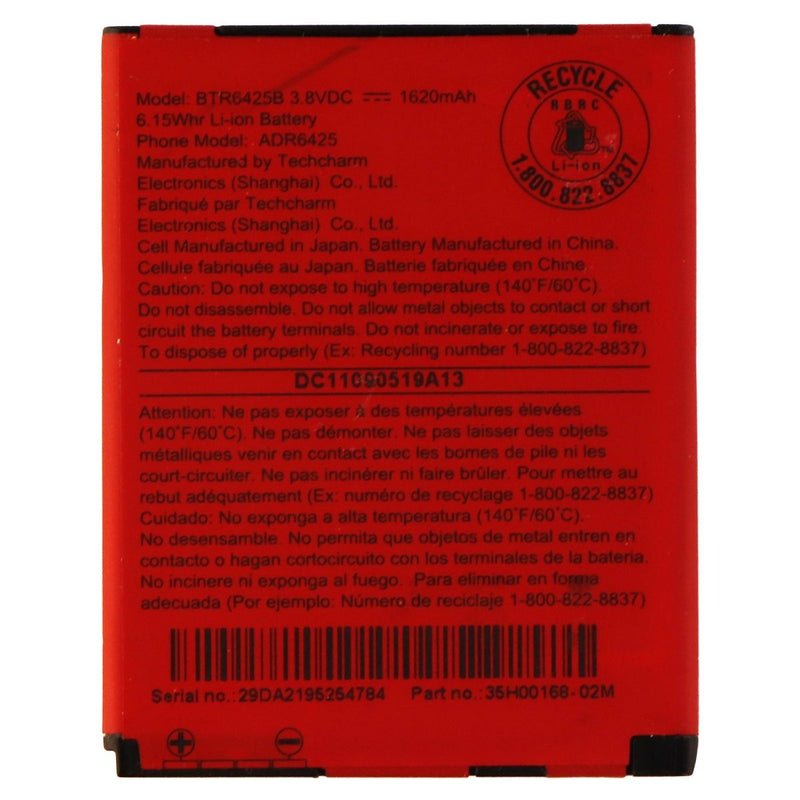 Model: BTR6425B 3.8VDC ⎓ 1620mAh
6.15Whr Li-ion Battery
Phone Model: ADR6425
Manufactured by Techcharm
Electronics (Shanghai) Co., Ltd.
Fabriqué par Techcharm
Electronics (Shanghai) Co., Ltd.
RECYCLE
RBRC
TM
Li-ion
1.800.822.8837
Cell Manufactured in Japan. Battery Manufactured in China.
Cellule fabriquée au Japan. Batterie fabriquée en Chine.
Caution: Do not expose to high temperature (140°F/60°C).
Do not disassemble. Do not allow metal objects to contact or short
circuit the battery terminals. Do not incinerate or expose to fire.
To dispose of properly (Ex: Recycling number 1-800-822-8837)
DC11090519A13
Attention: Ne pas exposer à des températures élevées
(140°F/60°C). Ne pas démonter. Ne pas laisser des objets
métalliques venir en contact avec les bornes de pile ni les
court-circuiter. Ne pas incinérer ni faire brûler. Pour mettre au
rebut adéquatement (Ex: numéro de recyclage 1-800-822-8837)
Cuidado: No exponga a alta temperatura (140°F/60°C).
No desensamble. No permita que objetos de metal entren en
contacto o hagan cortocircuito con los terminales de la bateria.
No incinere ni exponga al fuego. Para eliminar en forma
adecuada (Por ejemplo: Número de reciclaje 1-800-822-8837)
Serial no.:29DA2195264784 Part no.:35H00168-02M
+ −